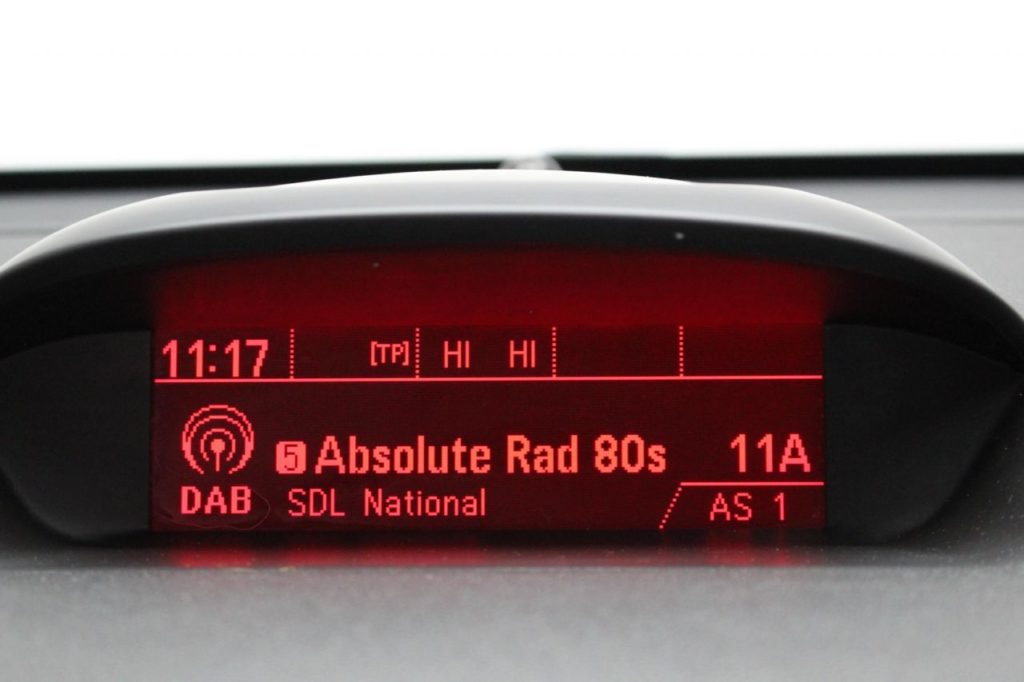 11:17 [TP] HI HI
5 Absolute Rad 80s 11A
DAB SDL National AS 1